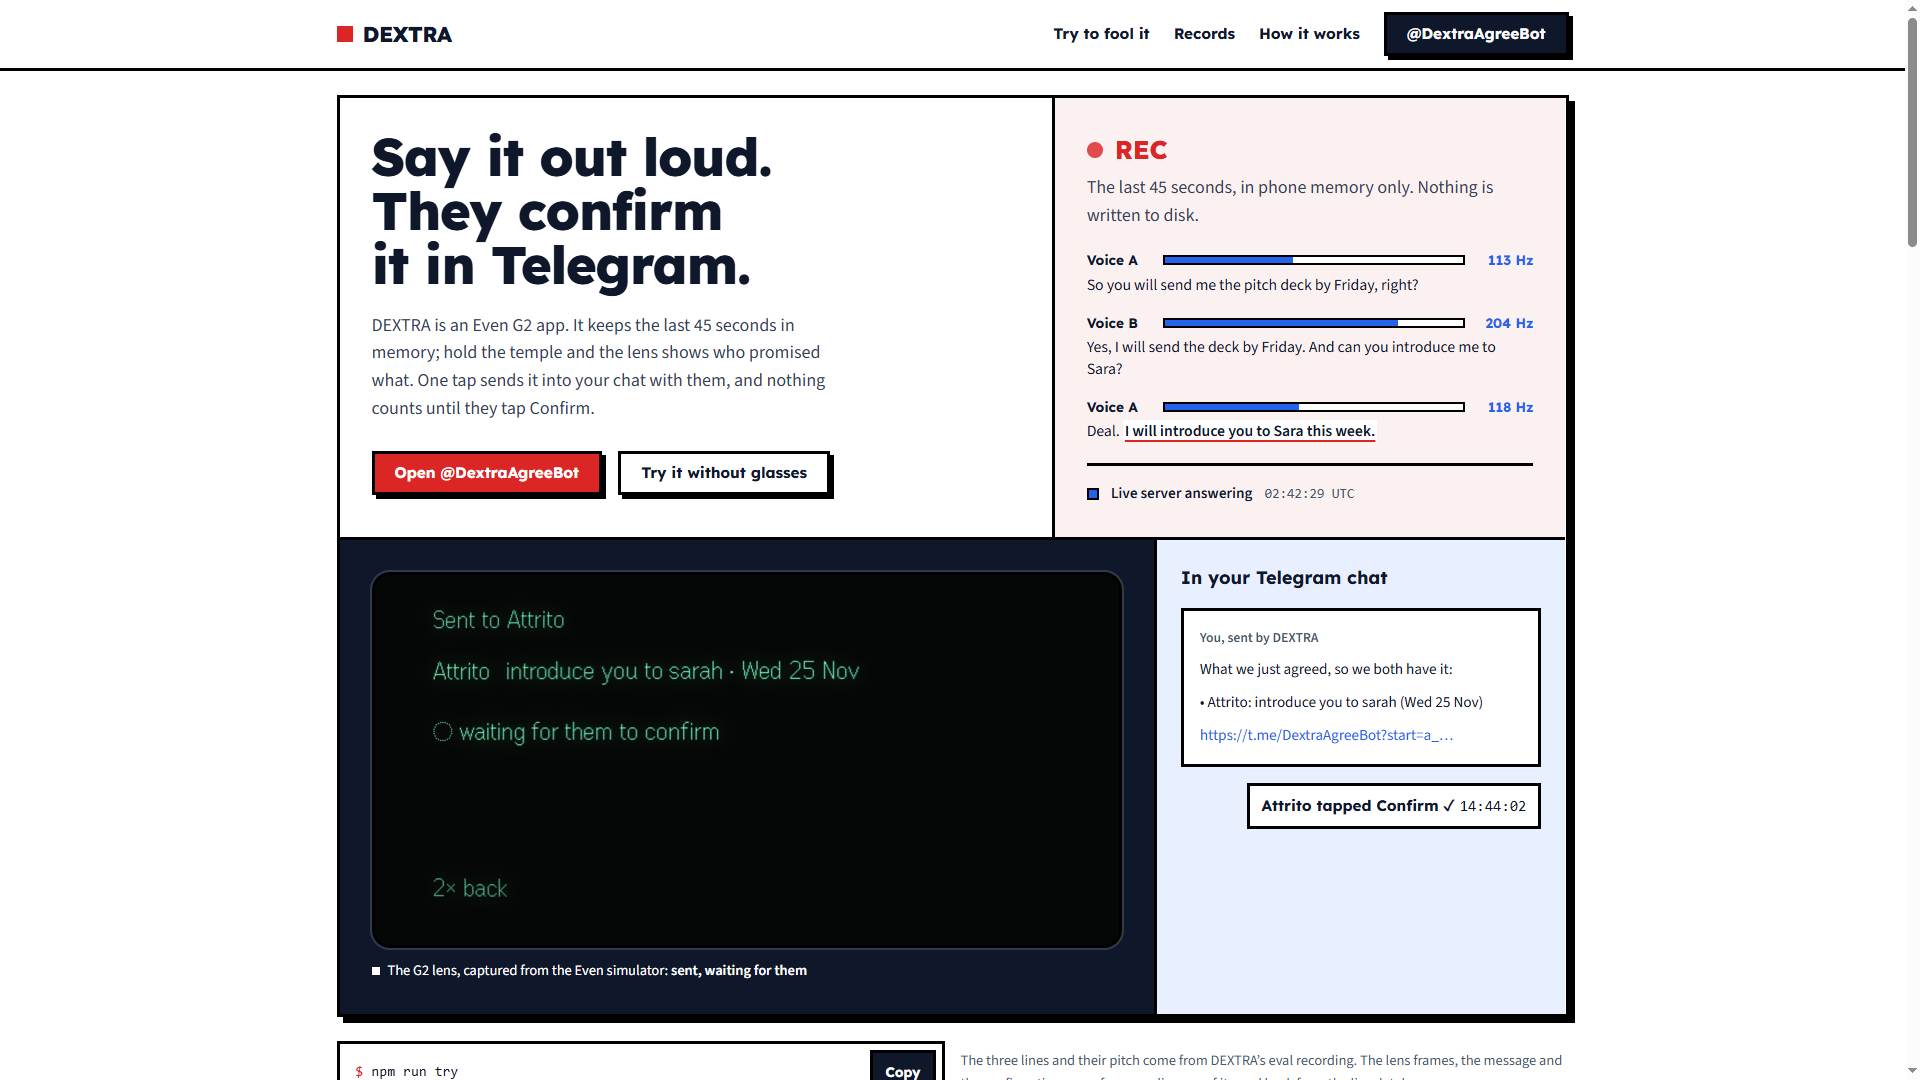 DEXTRA
Try to fool it
Records
How it works
@DextraAgreeBot
Say it out loud.
They confirm
it in Telegram.
DEXTRA is an Even G2 app. It keeps the last 45 seconds in
memory; hold the temple and the lens shows who promised
what. One tap sends it into your chat with them, and nothing
counts until they tap Confirm.
Open @DextraAgreeBot
Try it without glasses
REC
The last 45 seconds, in phone memory only. Nothing is
written to disk.
Voice A 113 Hz
So you will send me the pitch deck by Friday, right?
Voice B 204 Hz
Yes, I will send the deck by Friday. And can you introduce me to
Sara?
Voice A 118 Hz
Deal. I will introduce you to Sara this week.
Live server answering 02:42:29 UTC
Sent to Attrito
Attrito introduce you to sarah · Wed 25 Nov
◌ waiting for them to confirm
2× back
The G2 lens, captured from the Even simulator: sent, waiting for them
In your Telegram chat
You, sent by DEXTRA
What we just agreed, so we both have it:
• Attrito: introduce you to sarah (Wed 25 Nov)
https://t.me/DextraAgreeBot?start=a_…
Attrito tapped Confirm ✓ 14:44:02
$ npm run try
Copy
The three lines and their pitch come from DEXTRA's eval recording. The lens frames, the message and